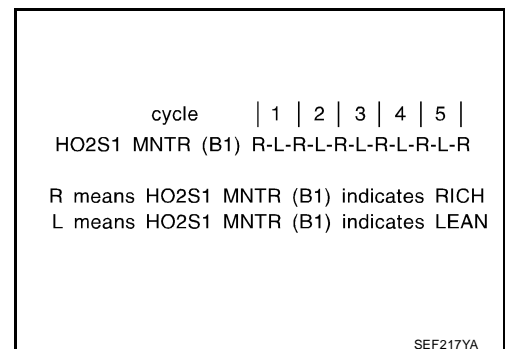 cycle | 1 | 2 | 3 | 4 | 5 |
HO2S1 MNTR (B1) R-L-R-L-R-L-R-L-R-L-R
R means HO2S1 MNTR (B1) indicates RICH
L means HO2S1 MNTR (B1) indicates LEAN
SEF217YA